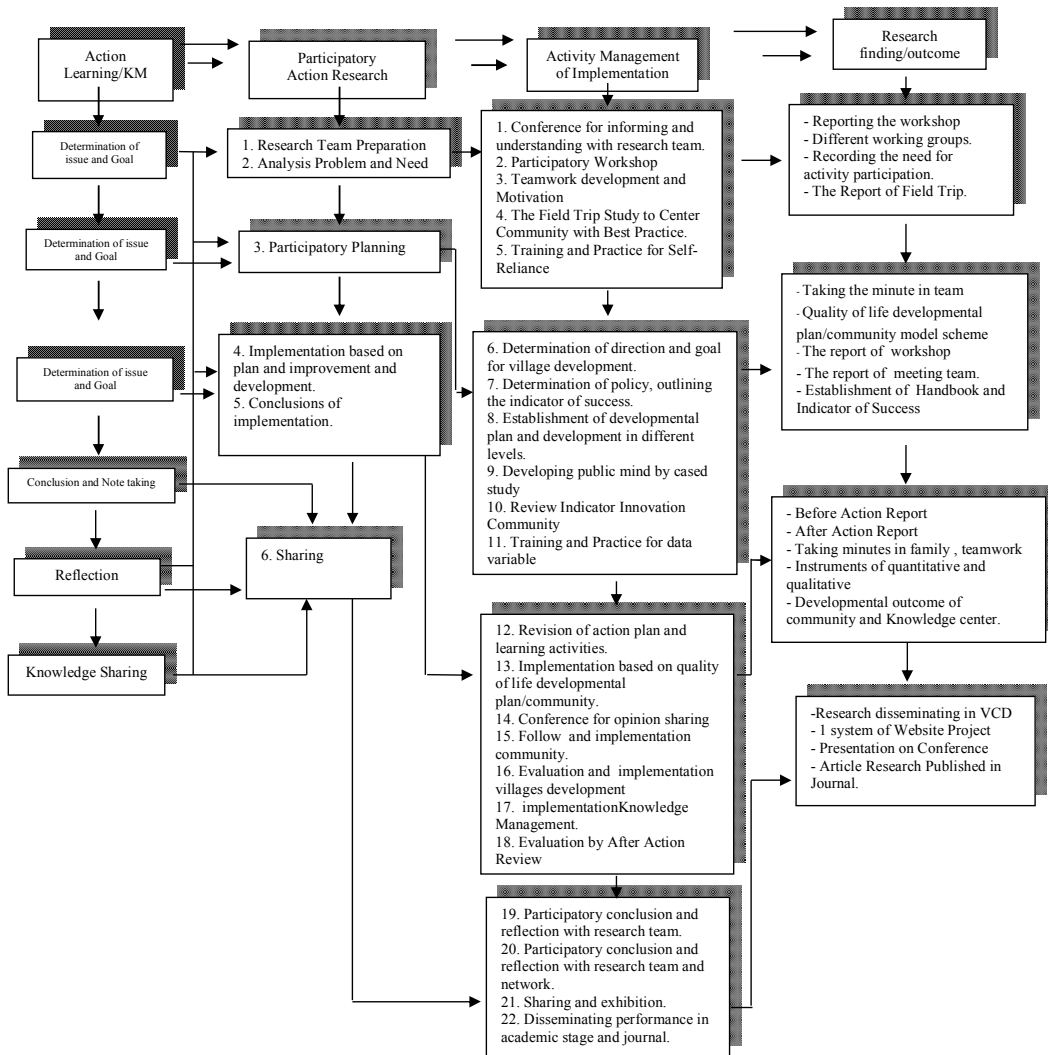 Action
Learning/KM
Participatory
Action Research
Activity Management
of Implementation
Research
finding/outcome
Determination of
issue and Goal
Determination of issue
and Goal
Determination of issue
and Goal
Conclusion and Note taking
Reflection
Knowledge Sharing
1. Research Team Preparation
2. Analysis Problem and Need
3. Participatory Planning
4. Implementation based on
plan and improvement and
development.
5. Conclusions of
implementation.
6. Sharing
1. Conference for informing and
understanding with research team.
2. Participatory Workshop
3. Teamwork development and
Motivation
4. The Field Trip Study to Center
Community with Best Practice.
5. Training and Practice for Self-
Reliance
6. Determination of direction and goal
for village development.
7. Determination of policy, outlining
the indicator of success.
8. Establishment of developmental
plan and development in different
levels.
9. Developing public mind by cased
study
10. Review Indicator Innovation
Community
11. Training and Practice for data
variable
12. Revision of action plan and
learning activities.
13. Implementation based on quality
of life developmental
plan/community.
14. Conference for opinion sharing
15. Follow and implementation
community.
16. Evaluation and implementation
villages development
17. implementationKnowledge
Management.
18. Evaluation by After Action
Review
19. Participatory conclusion and
reflection with research team.
20. Participatory conclusion and
reflection with research team and
network.
21. Sharing and exhibition.
22. Disseminating performance in
academic stage and journal.
- Reporting the workshop
- Different working groups.
- Recording the need for
activity participation.
- The Report of Field Trip.
- Taking the minute in team
- Quality of life developmental
plan/community model scheme
- The report of workshop
- The report of meeting team.
- Establishment of Handbook and
Indicator of Success
- Before Action Report
- After Action Report
- Taking minutes in family , teamwork
- Instruments of quantitative and
qualitative
- Developmental outcome of
community and Knowledge center.
-Research disseminating in VCD
- 1 system of Website Project
- Presentation on Conference
- Article Research Published in
Journal.